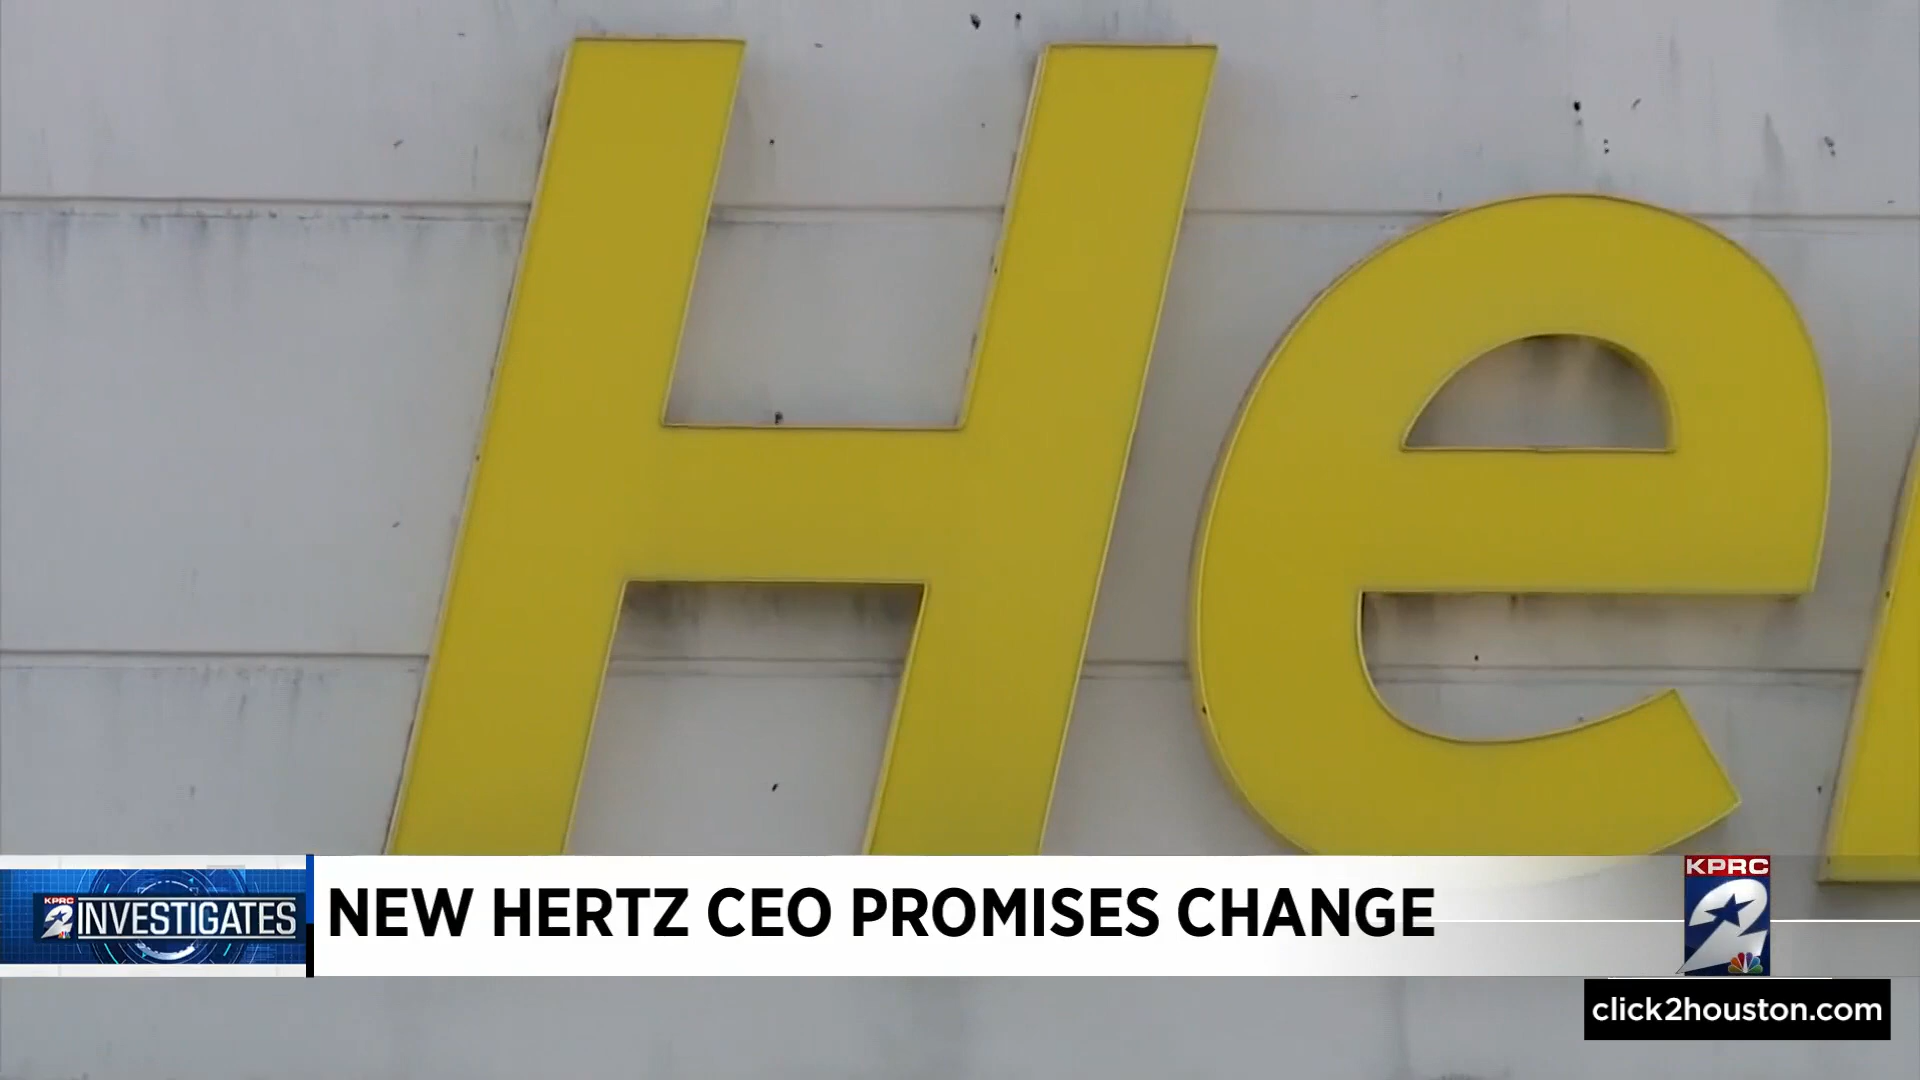 He
KPRC
2 INVESTIGATES
NEW HERTZ CEO PROMISES CHANGE
KPRC
2
click2houston.com